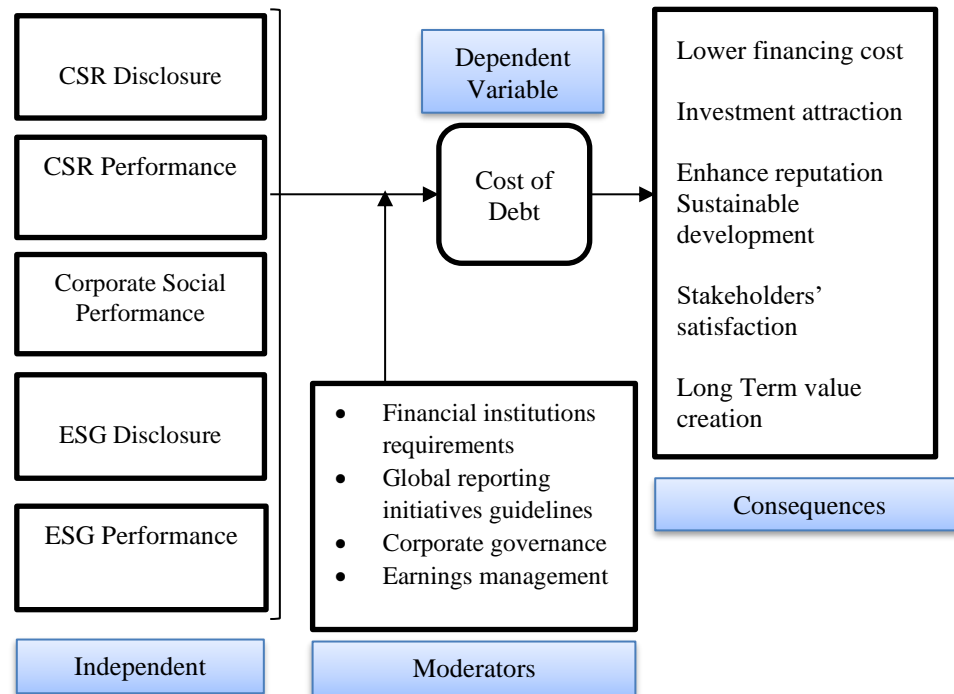 CSR Disclosure
CSR Performance
Corporate Social
Performance
ESG Disclosure
ESG Performance
Independent
Dependent
Variable
Cost of
Debt
• Financial institutions
requirements
• Global reporting
initiatives guidelines
• Corporate governance
• Earnings management
Moderators
Lower financing cost
Investment attraction
Enhance reputation
Sustainable
development
Stakeholders’
satisfaction
Long Term value
creation
Consequences